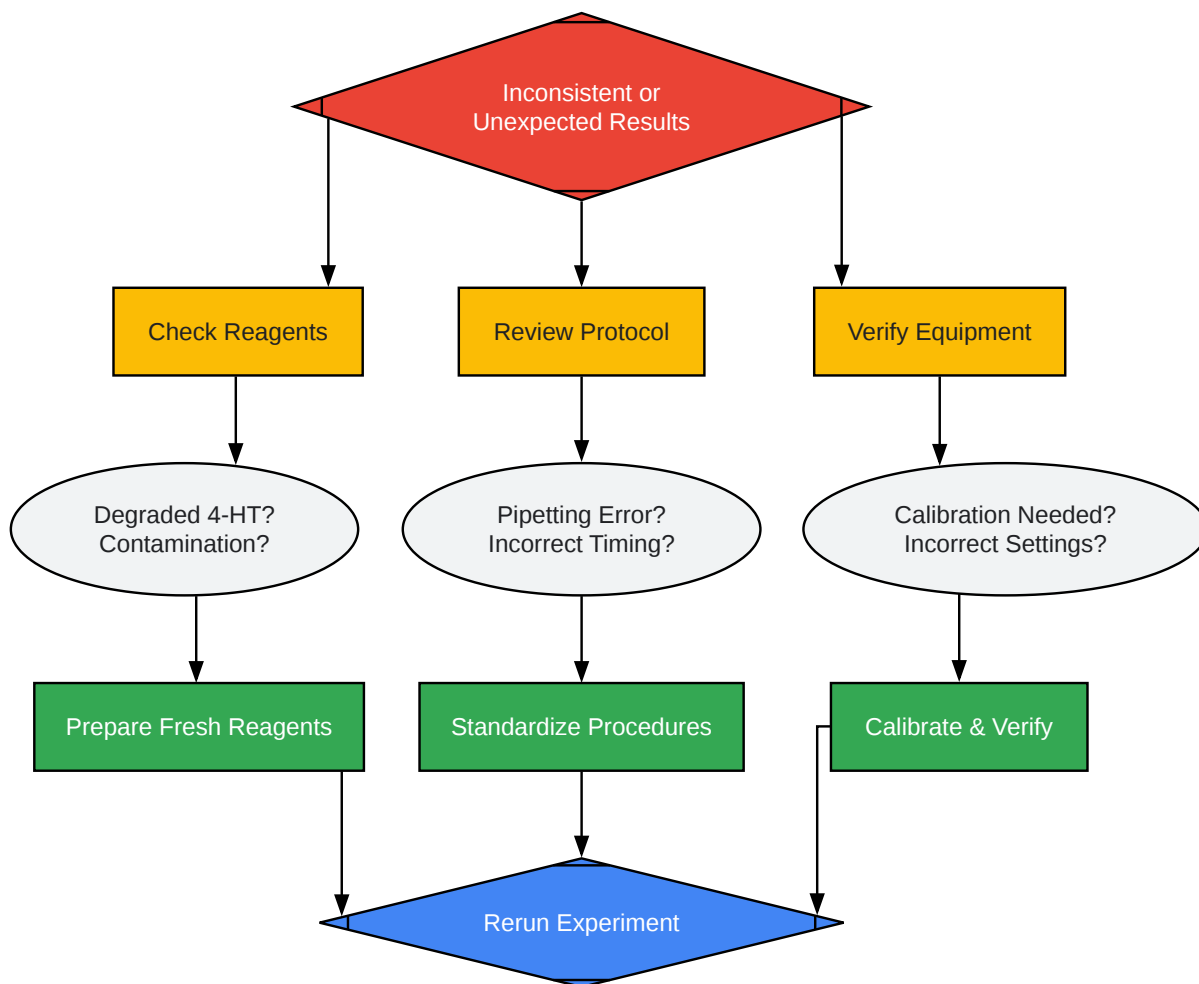 Inconsistent or
Unexpected Results
Check Reagents
Review Protocol
Verify Equipment
Degraded 4-HT?
Contamination?
Pipetting Error?
Incorrect Timing?
Calibration Needed?
Incorrect Settings?
Prepare Fresh Reagents
Standardize Procedures
Calibrate & Verify
Rerun Experiment